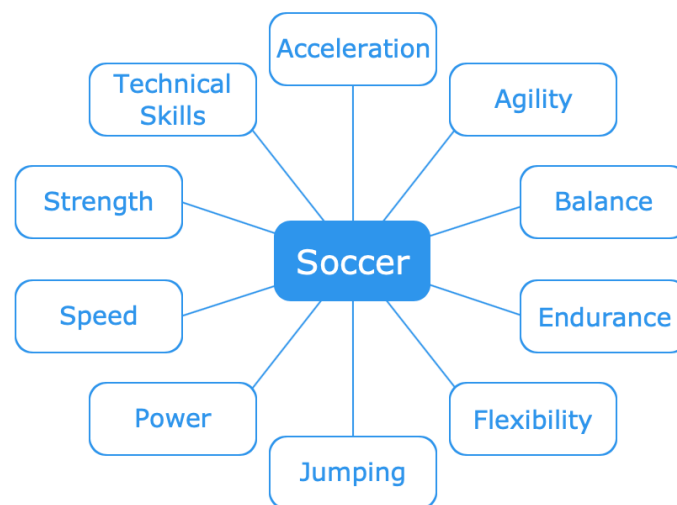 Acceleration
Technical
Skills
Agility
Strength
Balance
Soccer
Speed
Endurance
Power
Flexibility
Jumping